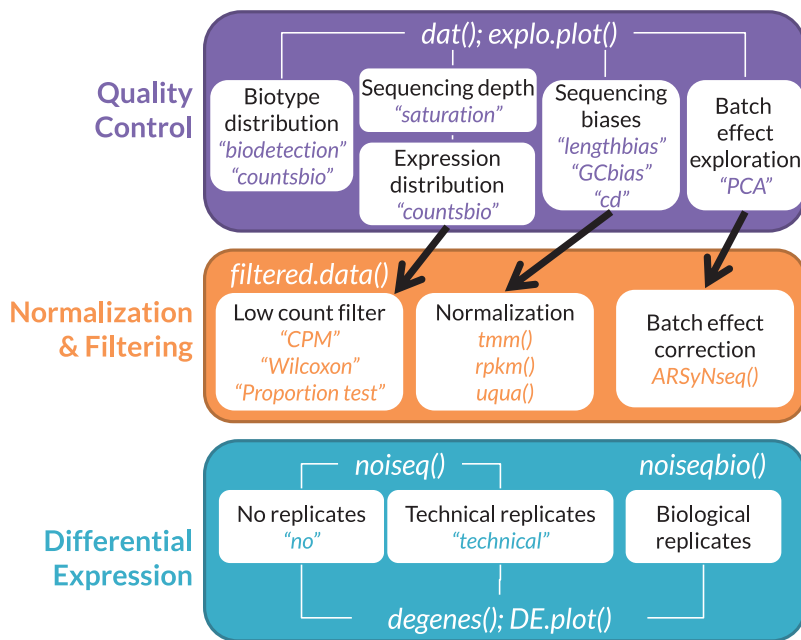 Quality
Control
dat(); explo.plot()
Biotype
distribution
“biodetection”
“countsbio”
Sequencing depth
“saturation”
Expression
distribution
“countsbio”
Sequencing
biases
“lengthbias”
“GCbias”
“cd”
Batch
effect
exploration
“PCA”
Normalization
& Filtering
filtered.data()
Low count filter
“CPM”
“Wilcoxon”
“Proportion test”
Normalization
tmm()
rpkm()
uqua()
Batch effect
correction
ARSyNseq()
Differential
Expression
noiseq()
noiseqbio()
No replicates
“no”
Technical replicates
“technical”
Biological
replicates
degenes(); DE.plot()